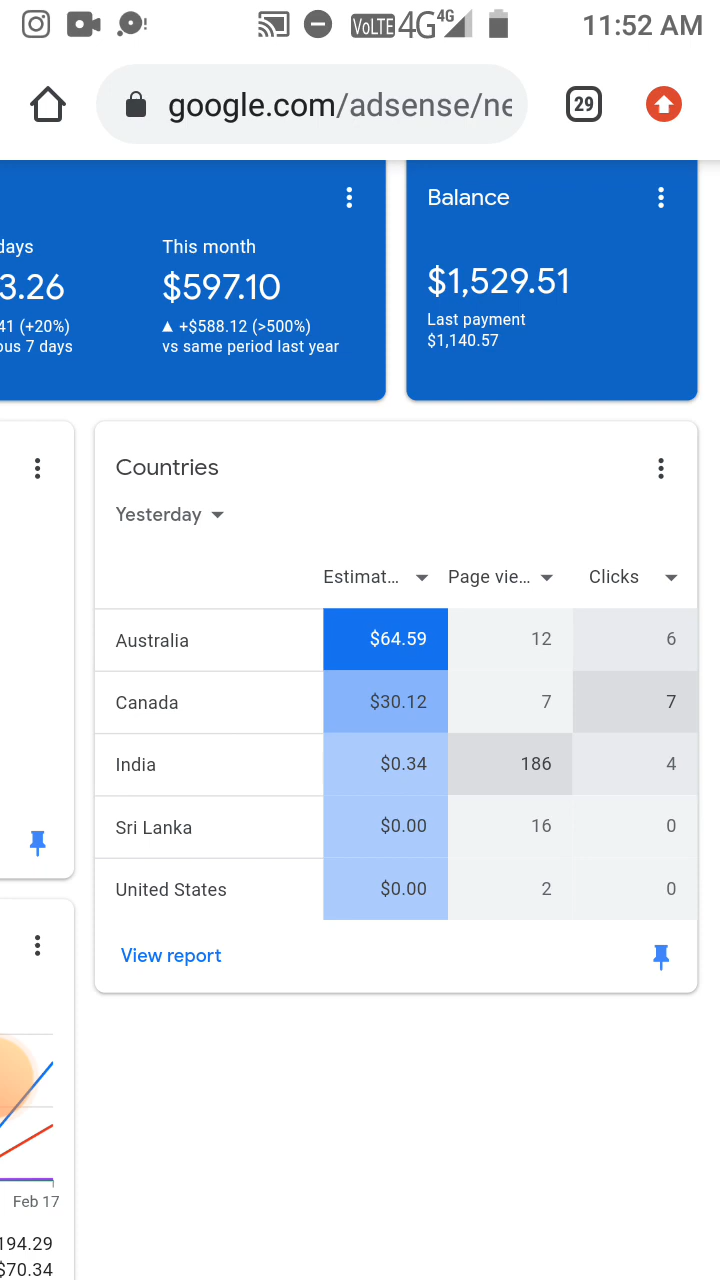 VoLTE 4G 4G 11:52 AM
google.com/adsense/ne
29
Balance
days
This month
3.26
$597.10
$1,529.51
41 (+20%)
▲ +$588.12 (>500%)
Last payment
ous 7 days
vs same period last year
$1,140.57
Countries
Yesterday
Estimat... Page vie... Clicks
Australia $64.59 12 6
Canada $30.12 7 7
India $0.34 186 4
Sri Lanka $0.00 16 0
United States $0.00 2 0
View report
Feb 17
194.29
$70.34